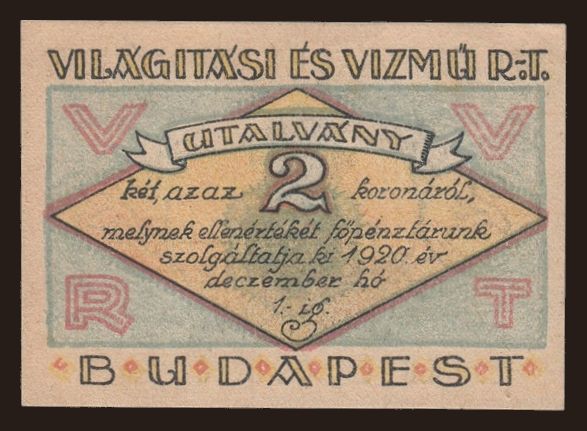 VILÁGITÁSI ÉS VIZMŰ R.-T.
V V
UTALVÁNY
két, azaz 2 koronáról,
melynek ellenértékét főpénztárunk
szolgáltatja ki 1920. év
deczember hó
1.-ig.
R T
BUDAPEST